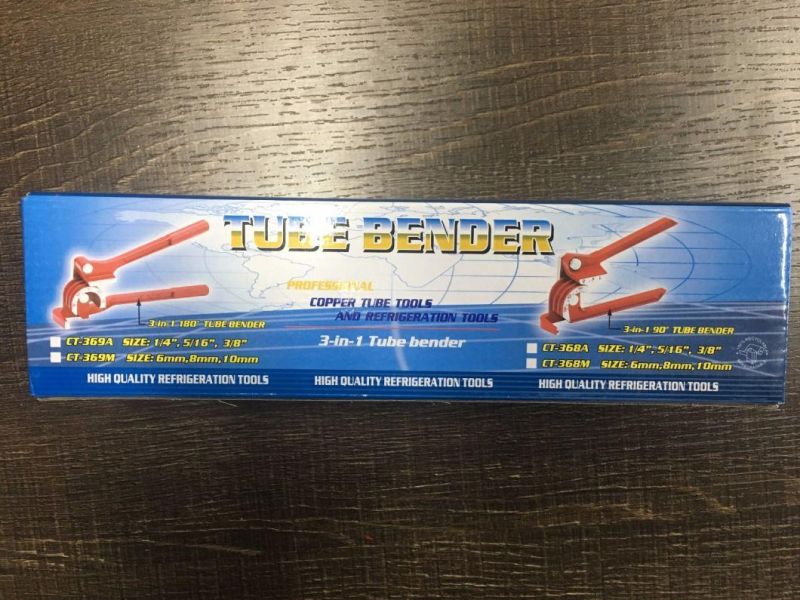 TUBE BENDER
PROFESSIONAL
COPPER TUBE TOOLS
AND REFRIGERATION TOOLS
3-in-1 Tube bender
3-in-1 180° TUBE BENDER
CT-369A SIZE: 1/4", 5/16", 3/8"
CT-369M SIZE: 6mm,8mm,10mm
3-in-1 90° TUBE BENDER
CT-368A SIZE: 1/4", 5/16", 3/8"
CT-368M SIZE: 6mm,8mm,10mm
HIGH QUALITY REFRIGERATION TOOLS HIGH QUALITY REFRIGERATION TOOLS HIGH QUALITY REFRIGERATION TOOLS